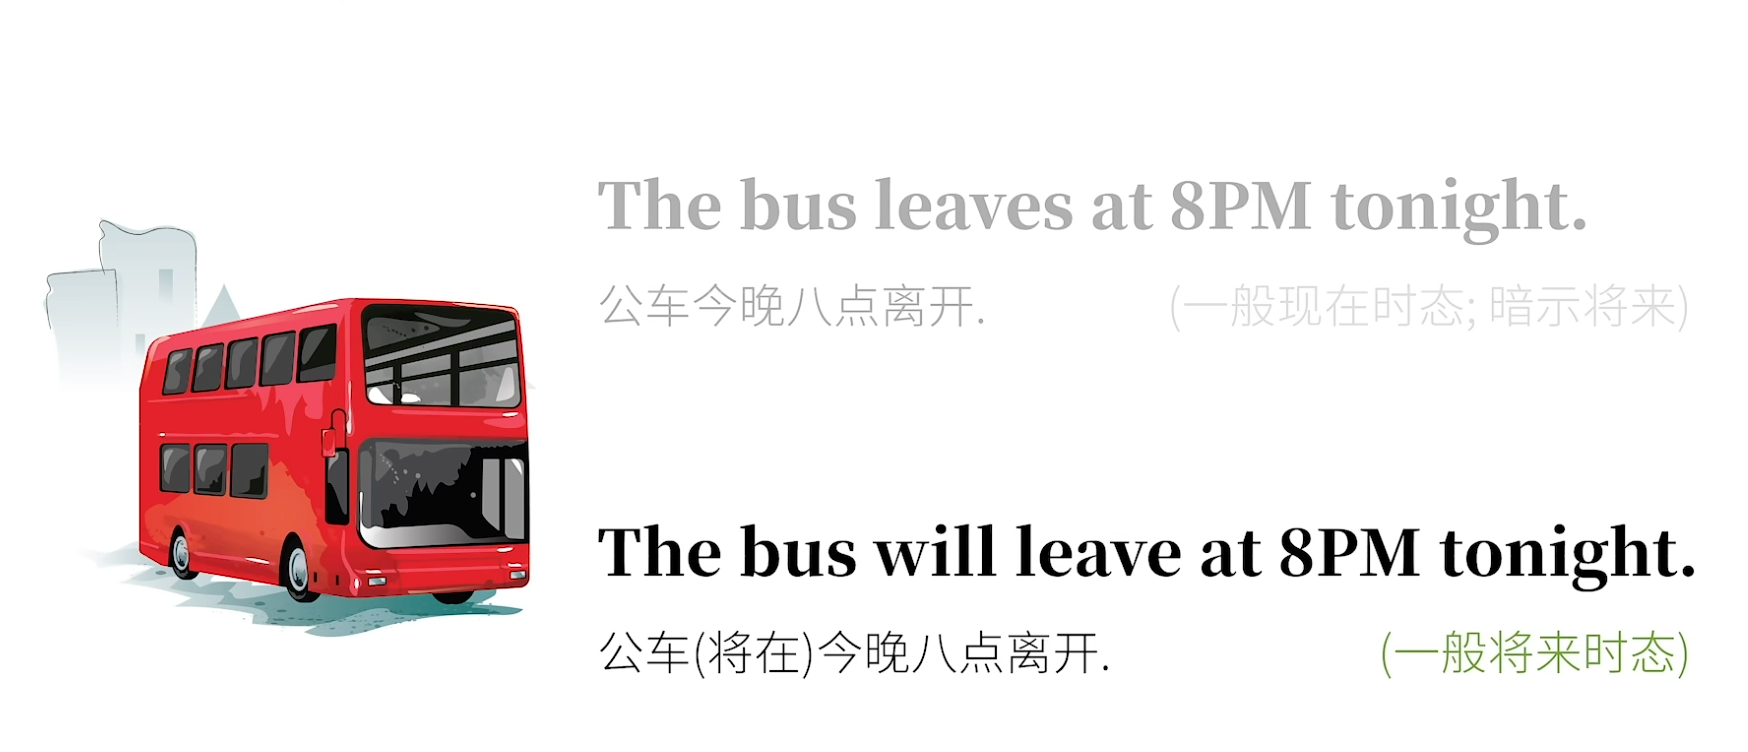 The bus leaves at 8PM tonight.
公车今晚八点离开. (一般现在时态; 暗示将来)
The bus will leave at 8PM tonight.
公车(将在)今晚八点离开. (一般将来时态)